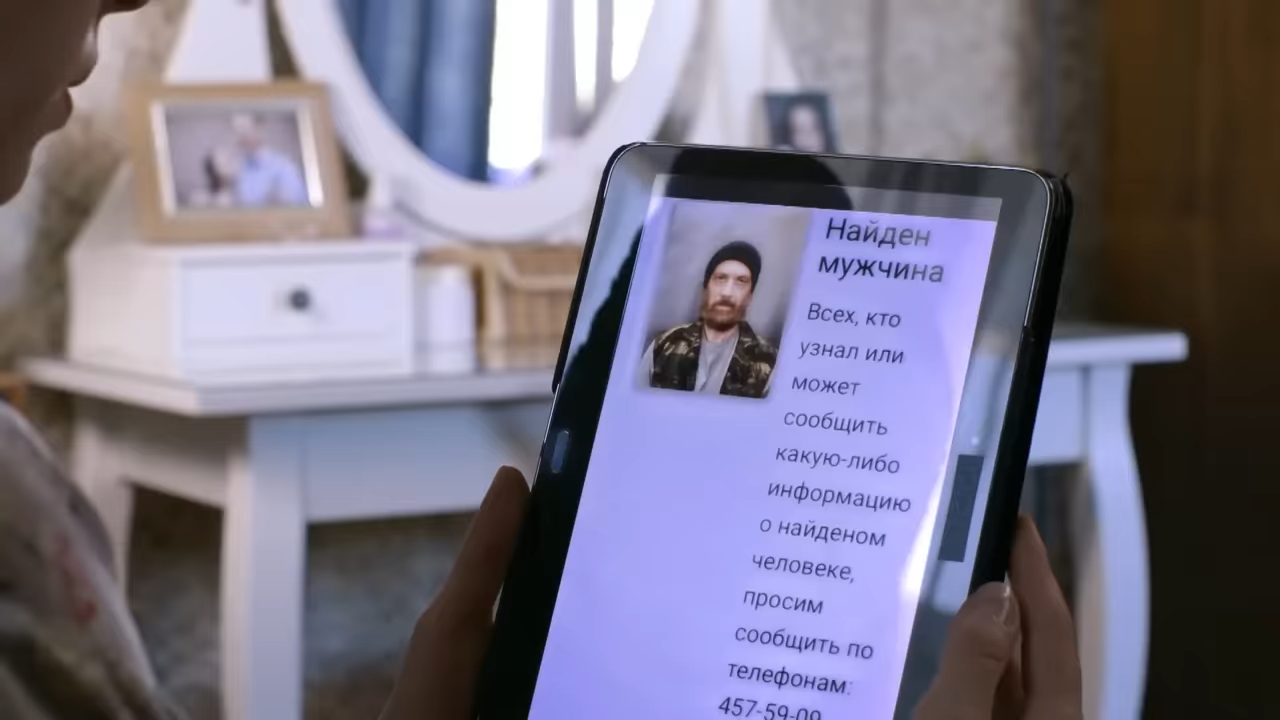 Найден
мужчина
Всех, кто
узнал или
может
сообщить
какую-либо
информацию
о найденом
человеке,
просим
сообщить по
телефонам:
457-59-09